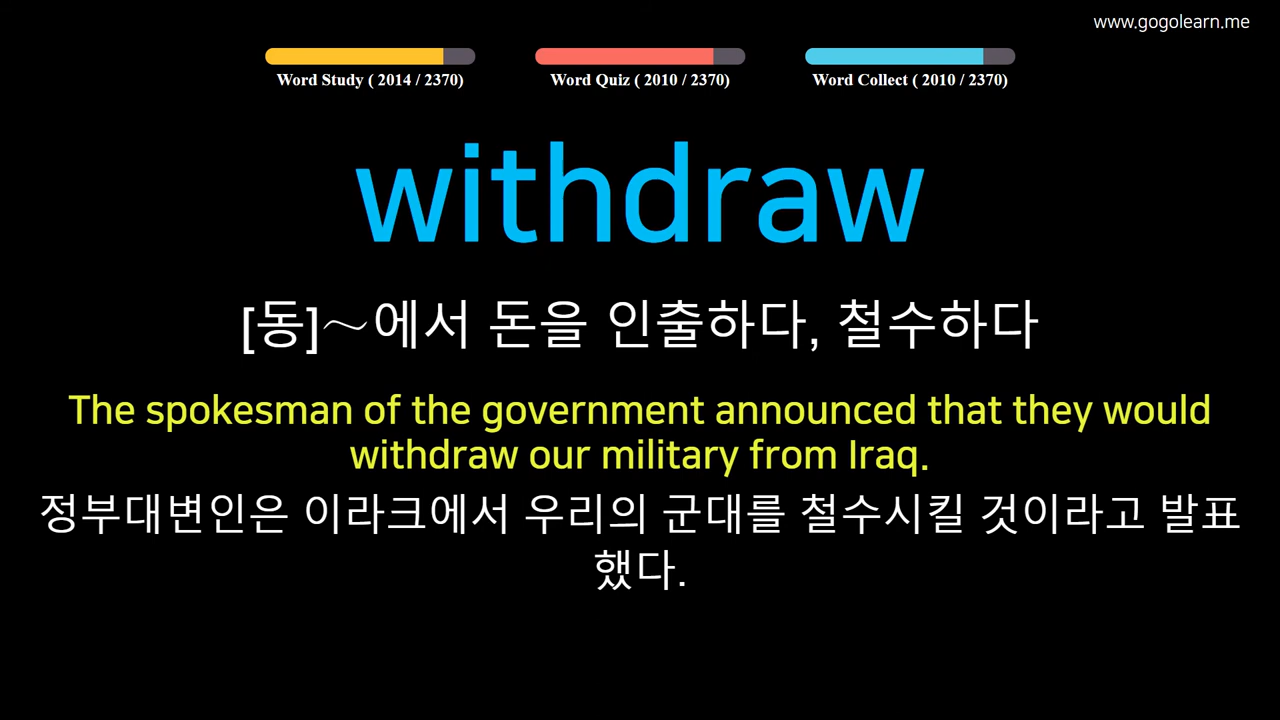 www.gogolearn.me
Word Study ( 2014 / 2370)
Word Quiz ( 2010 / 2370)
Word Collect ( 2010 / 2370)
withdraw
[동]～에서 돈을 인출하다, 철수하다
The spokesman of the government announced that they would
withdraw our military from Iraq.
정부대변인은 이라크에서 우리의 군대를 철수시킬 것이라고 발표
했다.